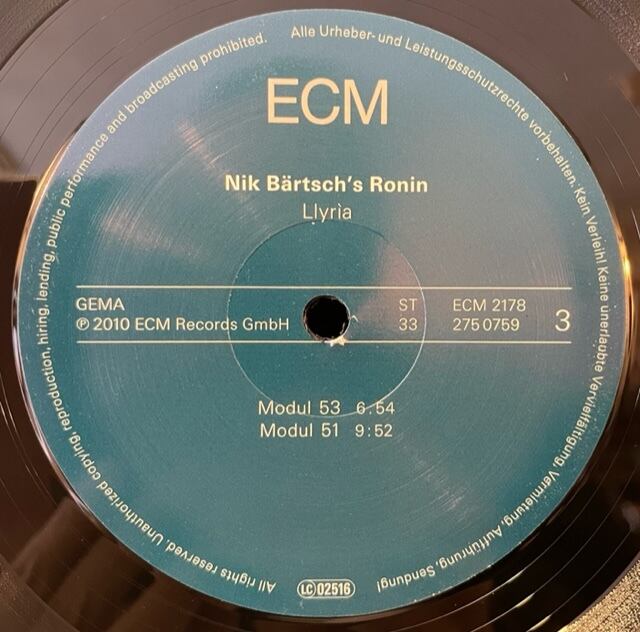 ECM
Nik Bärtsch's Ronin
Llyrìa
GEMA ST ECM 2178
℗ 2010 ECM Records GmbH 33 275 0759 3
Modul 53 6:54
Modul 51 9:52
Alle Urheber- und Leistungsschutzrechte vorbehalten. Kein Verleih! Keine unerlaubte Vervielfältigung, Vermietung, Aufführung, Sendung!
LC 02516
All rights reserved. Unauthorized copying, reproduction, hiring, lending, public performance and broadcasting prohibited.